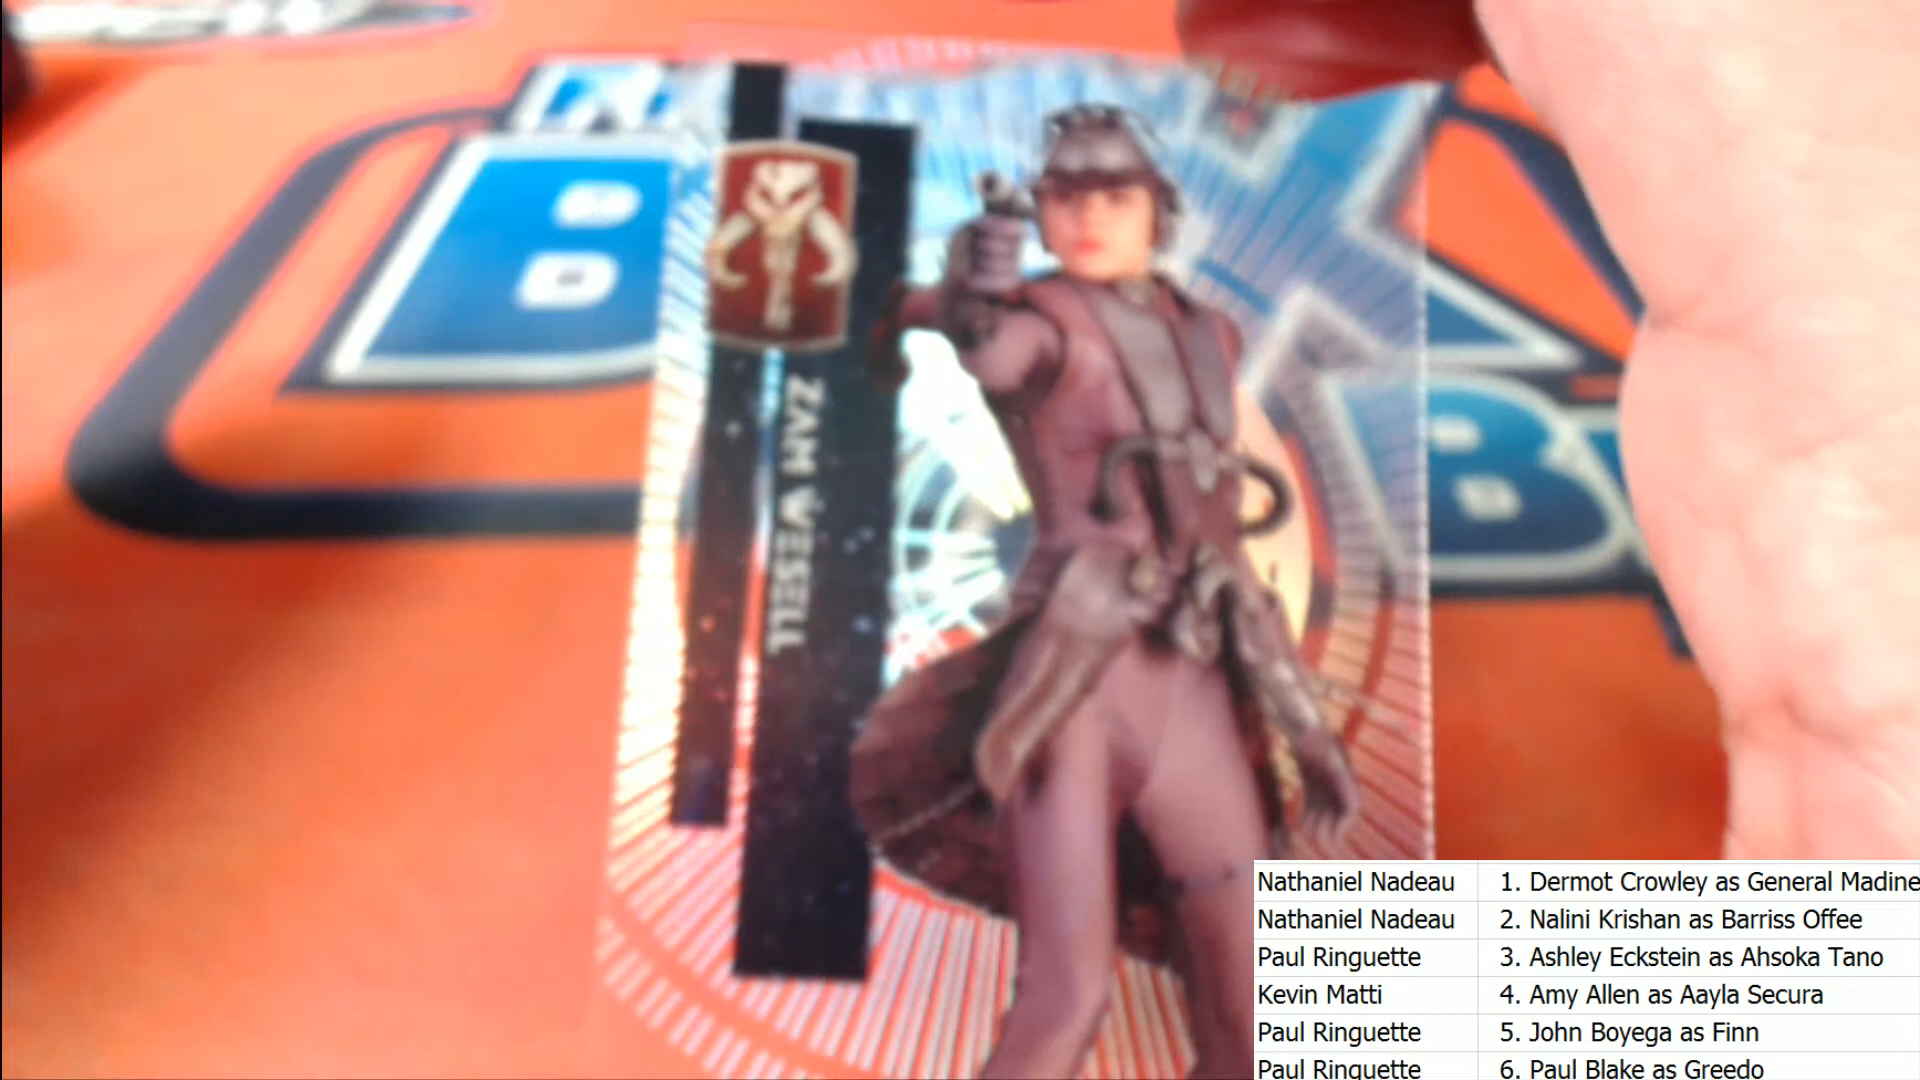 B
B
ZAM WESELL
Nathaniel Nadeau 1. Dermot Crowley as General Madine
Nathaniel Nadeau 2. Nalini Krishan as Barriss Offee
Paul Ringuette 3. Ashley Eckstein as Ahsoka Tano
Kevin Matti 4. Amy Allen as Aayla Secura
Paul Ringuette 5. John Boyega as Finn
Paul Ringuette 6. Paul Blake as Greedo